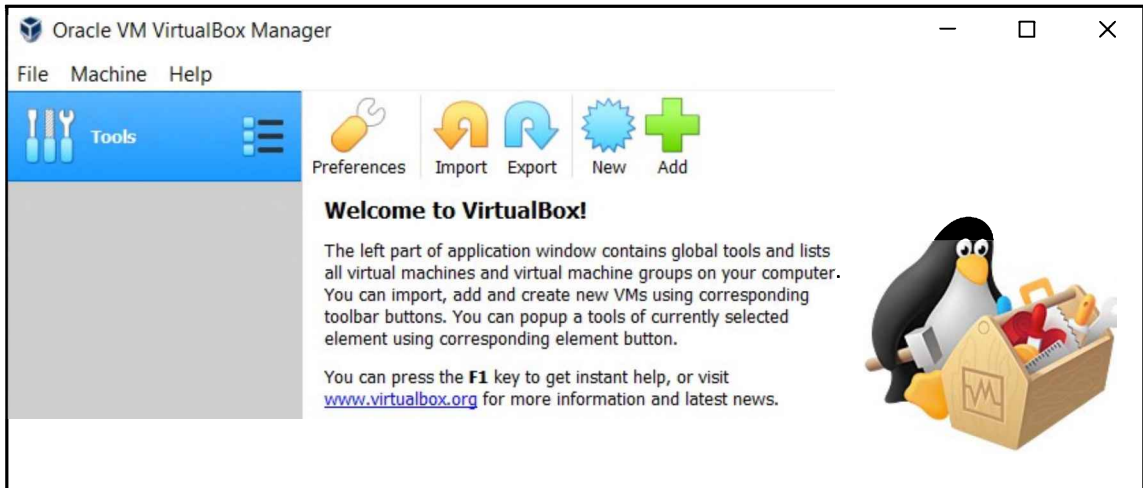 Oracle VM VirtualBox Manager
File Machine Help
Tools
Preferences Import Export New Add
Welcome to VirtualBox!
The left part of application window contains global tools and lists
all virtual machines and virtual machine groups on your computer.
You can import, add and create new VMs using corresponding
toolbar buttons. You can popup a tools of currently selected
element using corresponding element button.
You can press the F1 key to get instant help, or visit
www.virtualbox.org for more information and latest news.